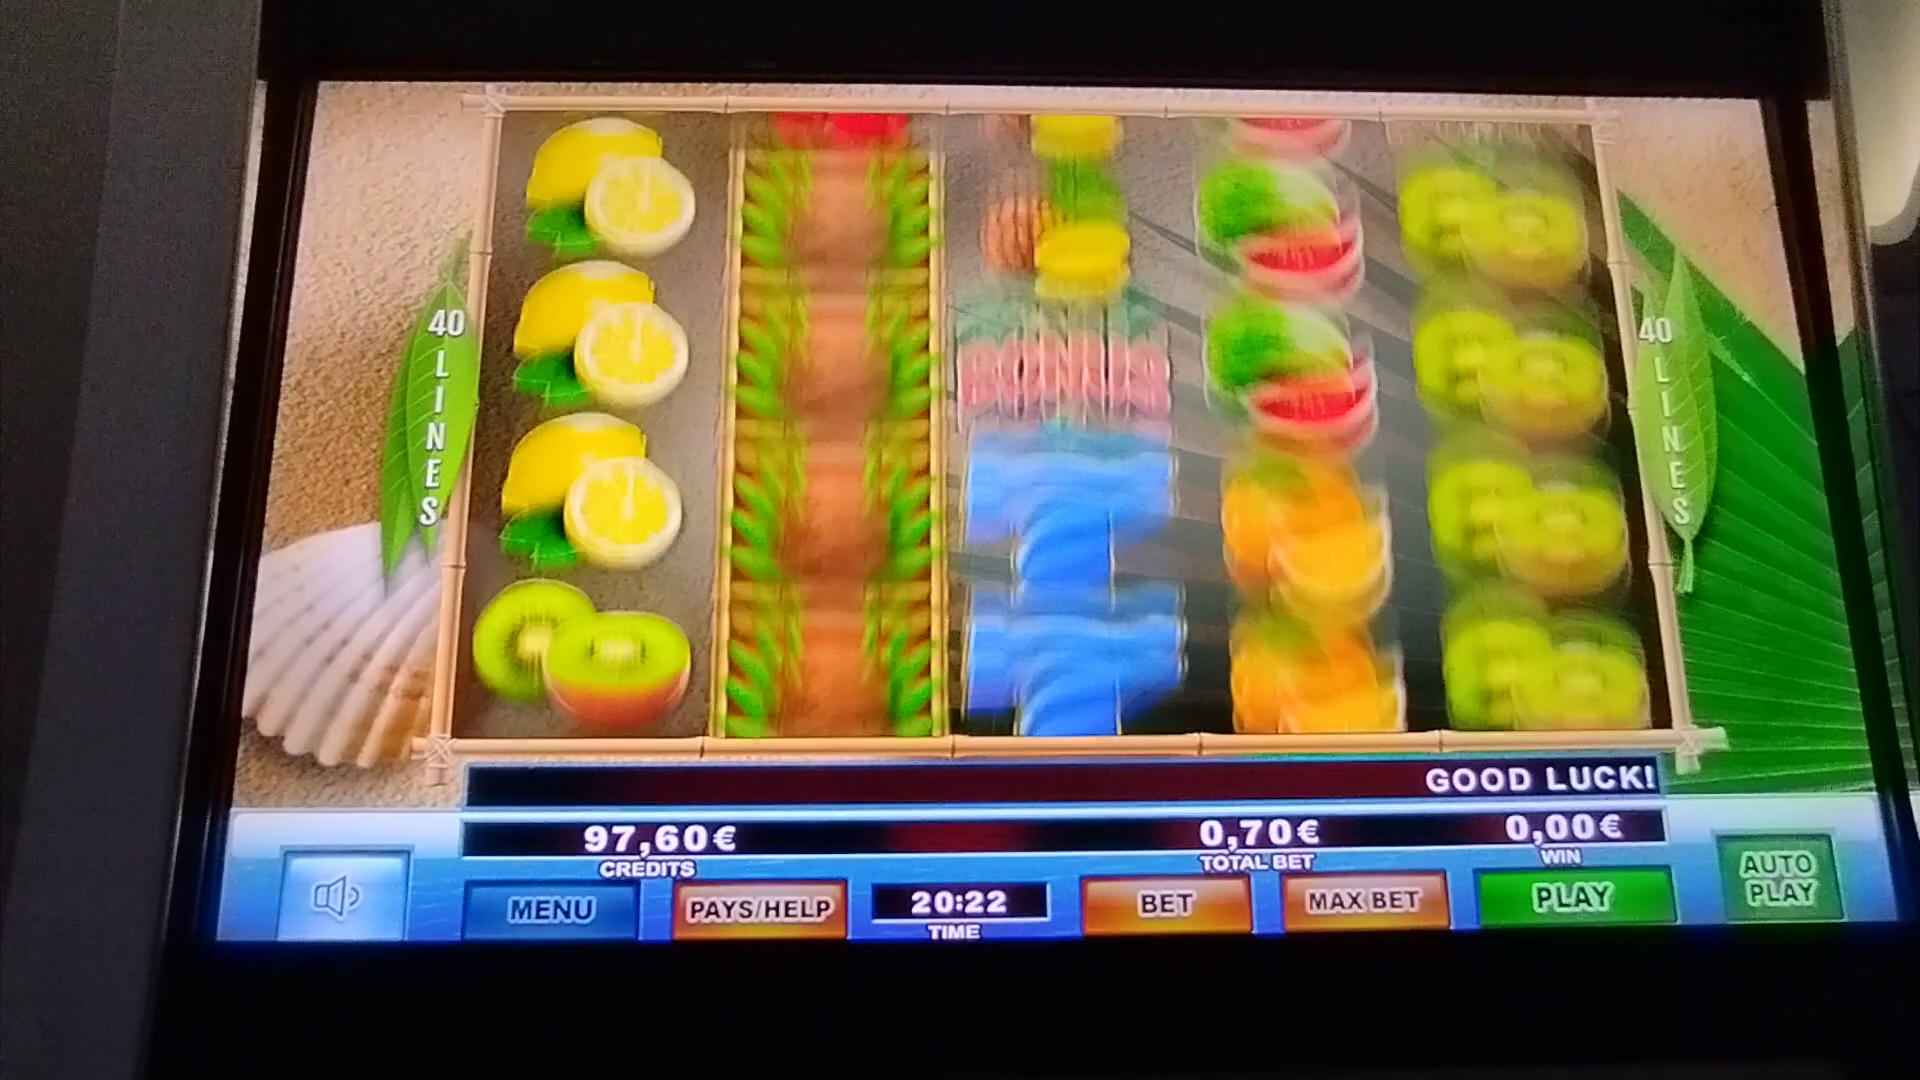 BONUS
40 LINES
40 LINES
GOOD LUCK!
97,60€
0,70€
0,00€
CREDITS
TOTAL BET
WIN
MENU
PAYS/HELP
20:22
TIME
BET
MAX BET
PLAY
AUTO
PLAY